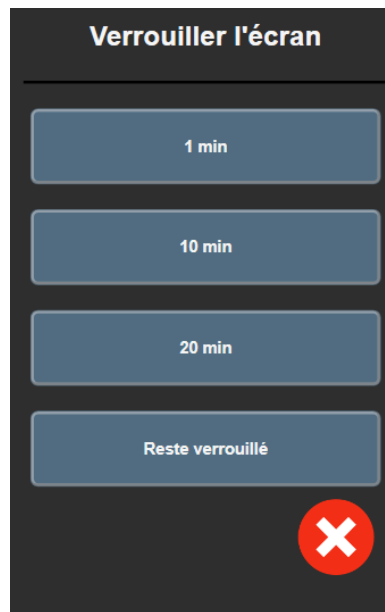 Verrouiller l'écran
1 min
10 min
20 min
Reste verrouillé